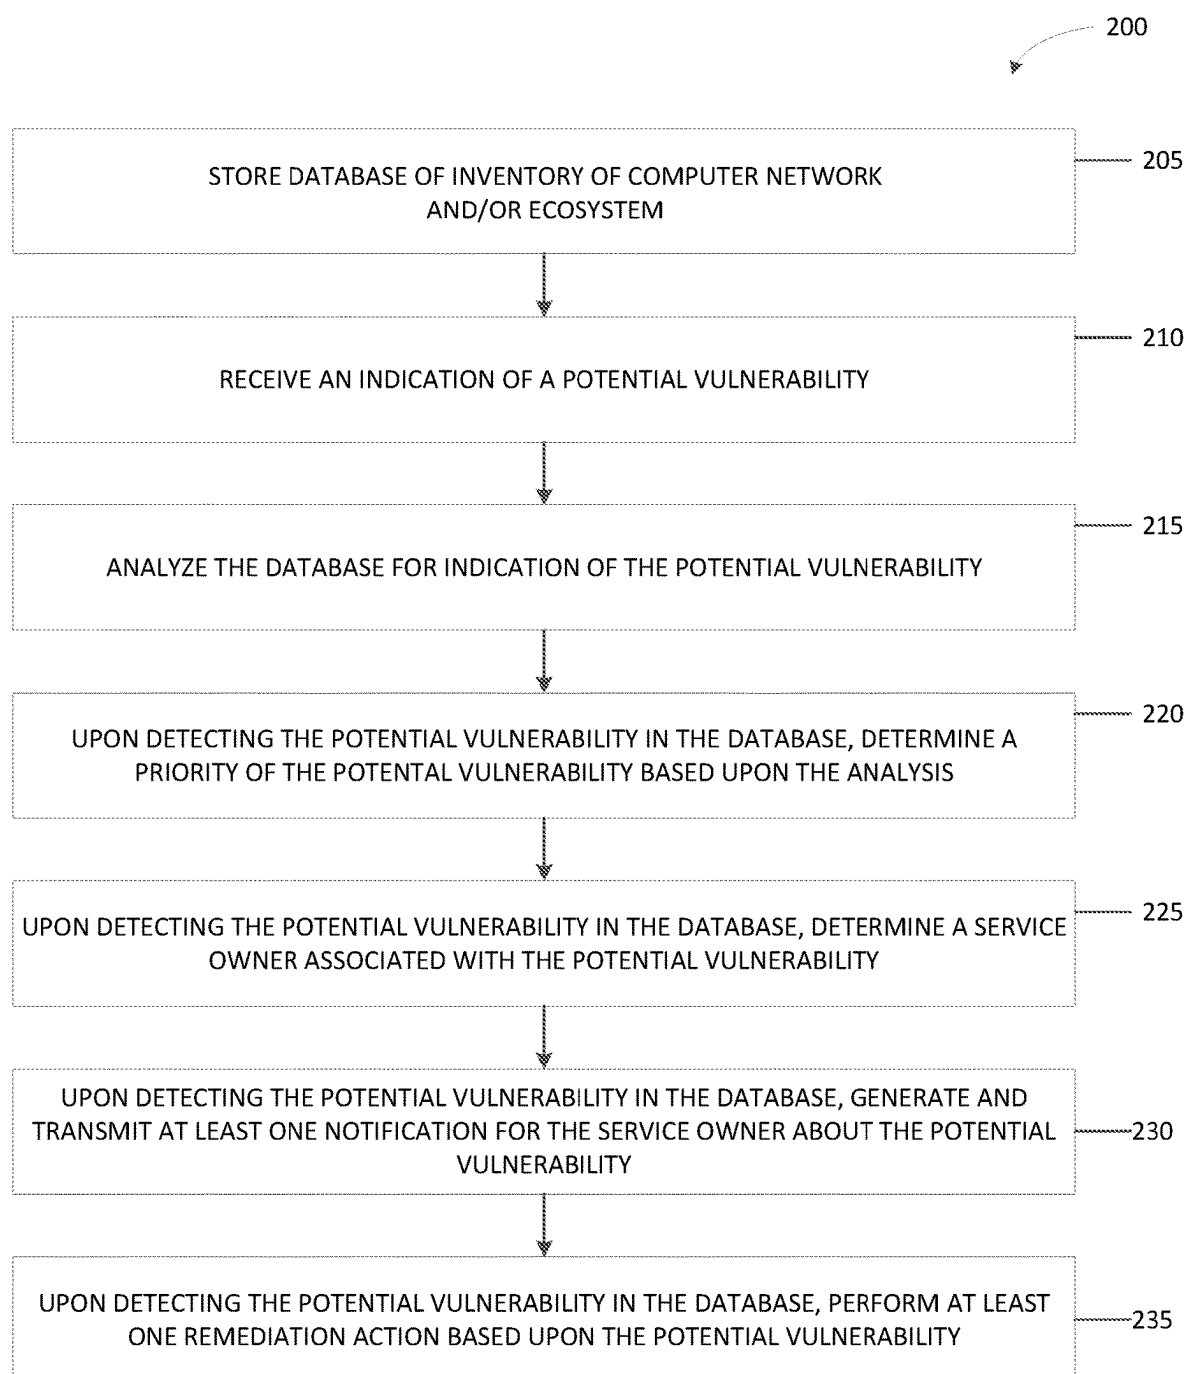 200
STORE DATABASE OF INVENTORY OF COMPUTER NETWORK
AND/OR ECOSYSTEM
205
RECEIVE AN INDICATION OF A POTENTIAL VULNERABILITY
210
ANALYZE THE DATABASE FOR INDICATION OF THE POTENTIAL VULNERABILITY
215
UPON DETECTING THE POTENTIAL VULNERABILITY IN THE DATABASE, DETERMINE A
PRIORITY OF THE POTENTAL VULNERABILITY BASED UPON THE ANALYSIS
220
UPON DETECTING THE POTENTIAL VULNERABILITY IN THE DATABASE, DETERMINE A SERVICE
OWNER ASSOCIATED WITH THE POTENTIAL VULNERABILITY
225
UPON DETECTING THE POTENTIAL VULNERABILITY IN THE DATABASE, GENERATE AND
TRANSMIT AT LEAST ONE NOTIFICATION FOR THE SERVICE OWNER ABOUT THE POTENTIAL
VULNERABILITY
230
UPON DETECTING THE POTENTIAL VULNERABILITY IN THE DATABASE, PERFORM AT LEAST
ONE REMEDIATION ACTION BASED UPON THE POTENTIAL VULNERABILITY
235